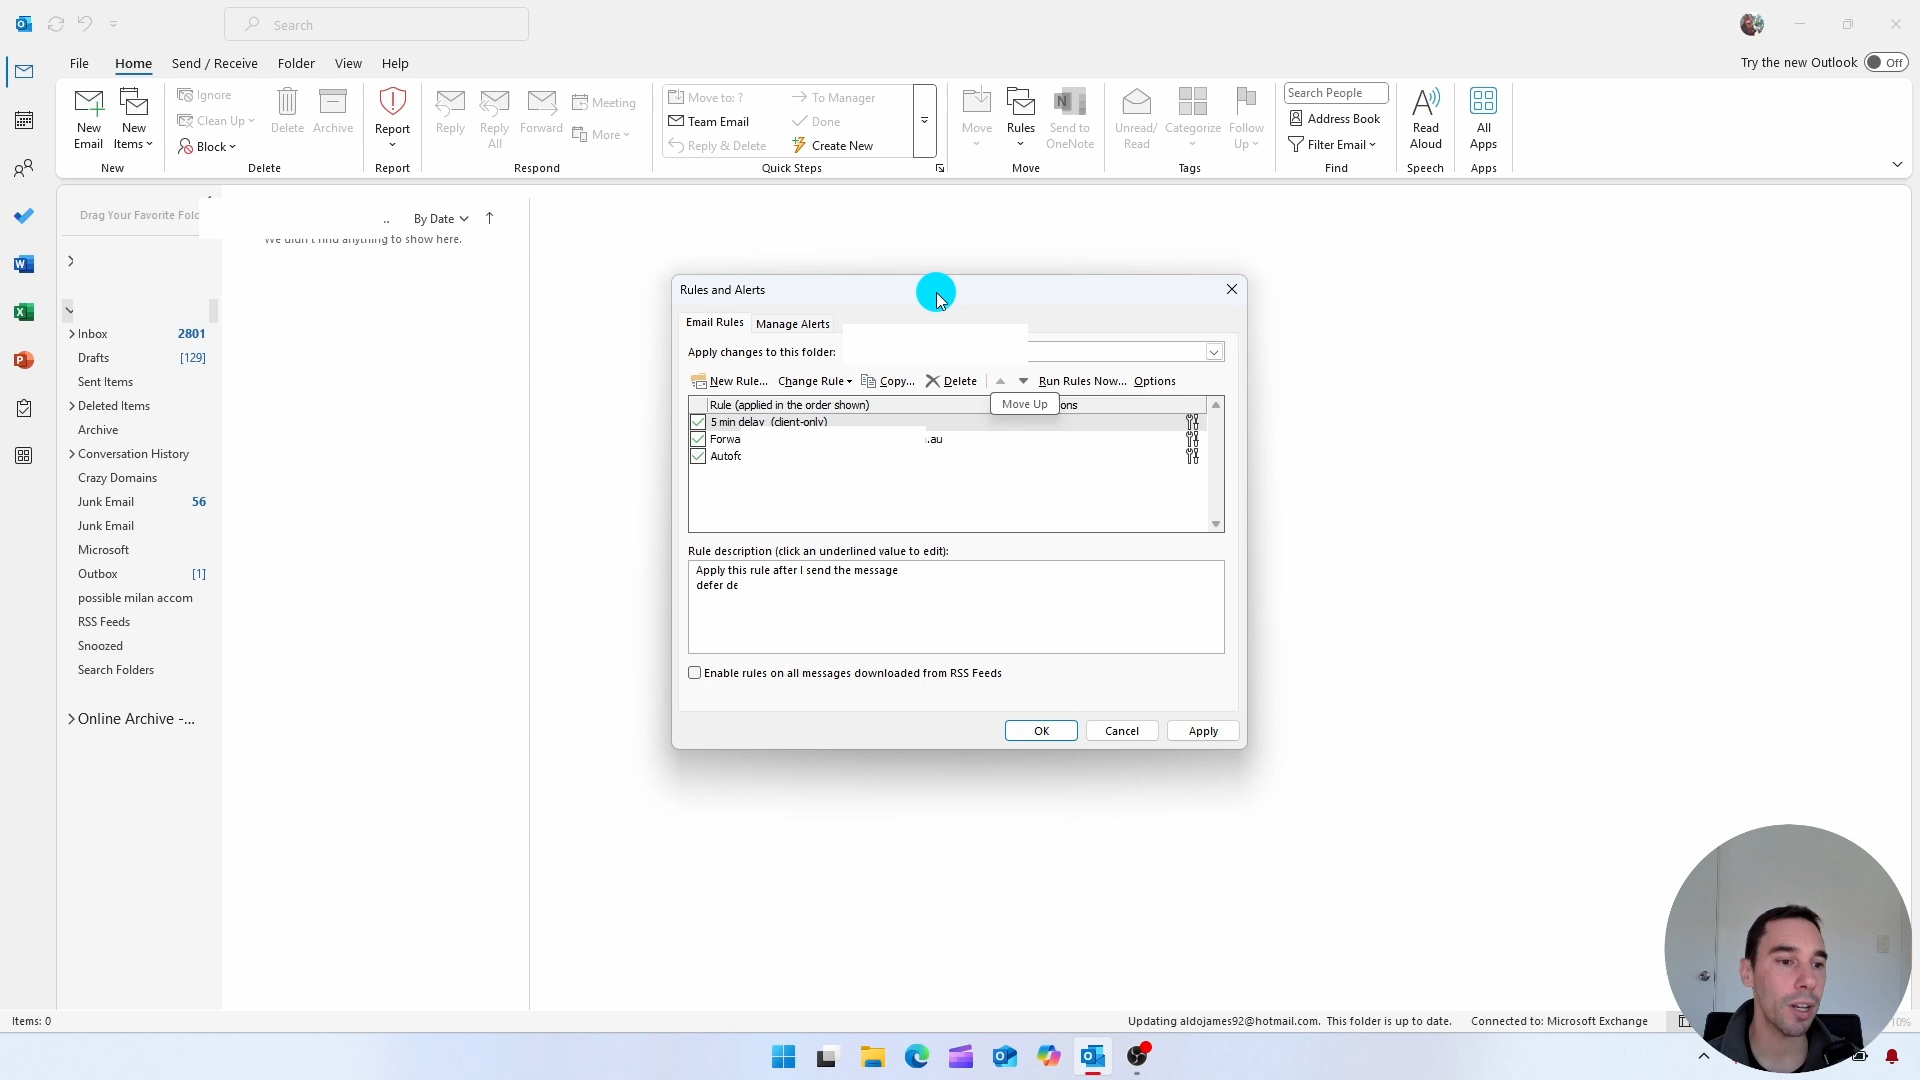 Search
File Home Send / Receive Folder View Help
Try the new Outlook Off
New Email
New Items
Ignore
Clean Up
Block
Delete
Archive
Report
Reply
Reply All
Forward
Meeting
More
Move to: ?
Team Email
Reply & Delete
To Manager
Done
Create New
Move
Rules
Send to OneNote
Unread/ Read
Categorize
Follow Up
Search People
Address Book
Filter Email
Read Aloud
All Apps
New
Delete
Report
Respond
Quick Steps
Move
Tags
Find
Speech
Apps
Drag Your Favorite
By Date
We didn't find anything to show here.
Inbox 2801
Drafts [129]
Sent Items
Deleted Items
Archive
Conversation History
Crazy Domains
Junk Email 56
Junk Email
Microsoft
Outbox [1]
possible milan accom
RSS Feeds
Snoozed
Search Folders
Online Archive -...
Rules and Alerts
Email Rules Manage Alerts
Apply changes to this folder:
New Rule... Change Rule Copy... Delete Run Rules Now... Options
Rule (applied in the order shown)
Move Up
5 min delay (client-only)
.au
Rule description (click an underlined value to edit):
Apply this rule after I send the message
defer
Enable rules on all messages downloaded from RSS Feeds
OK Cancel Apply
Items: 0
Updating aldojames92@hotmail.com. This folder is up to date. Connected to: Microsoft Exchange
10%